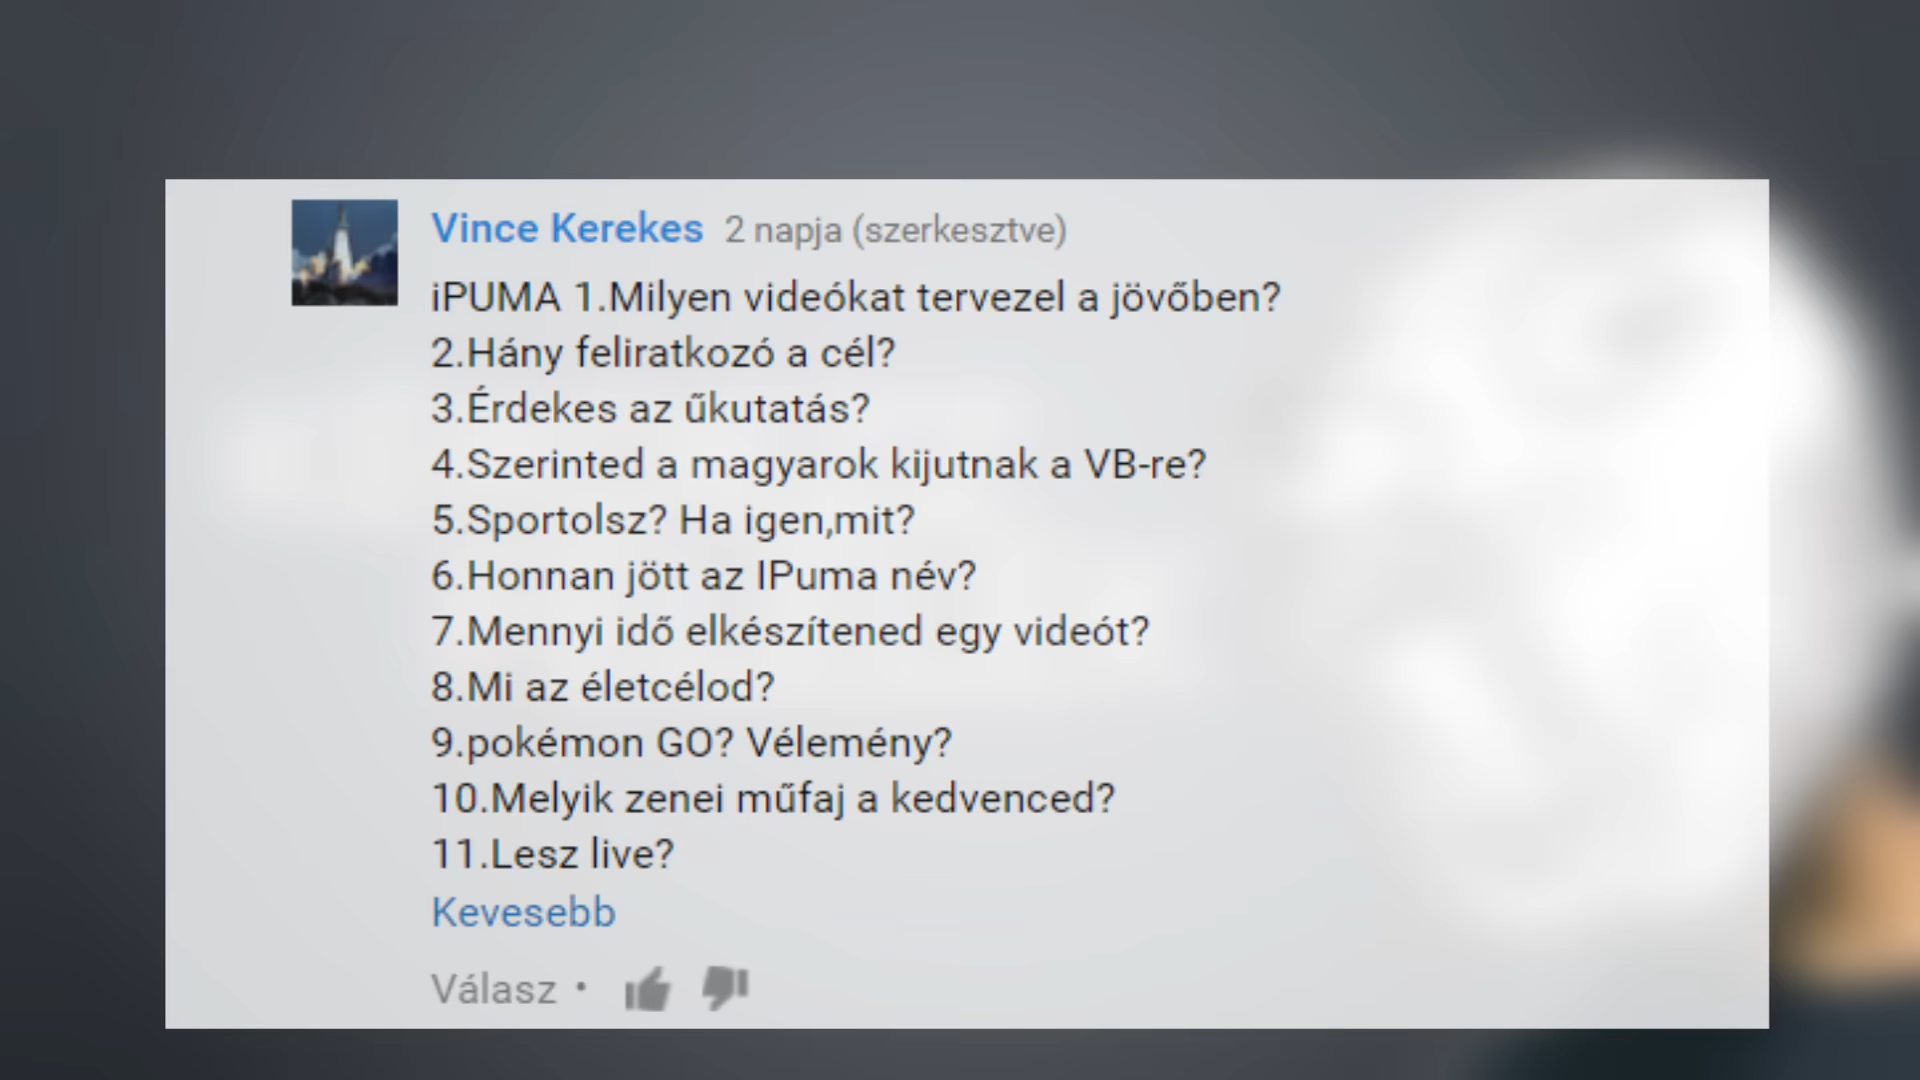 Vince Kerekes 2 napja (szerkesztve)
iPUMA 1.Milyen videókat tervezel a jövőben?
2.Hány feliratkozó a cél?
3.Érdekes az űkutatás?
4.Szerinted a magyarok kijutnak a VB-re?
5.Sportolsz? Ha igen,mit?
6.Honnan jött az IPuma név?
7.Mennyi idő elkészítened egy videót?
8.Mi az életcélod?
9.pokémon GO? Vélemény?
10.Melyik zenei műfaj a kedvenced?
11.Lesz live?
Kevesebb
Válasz •